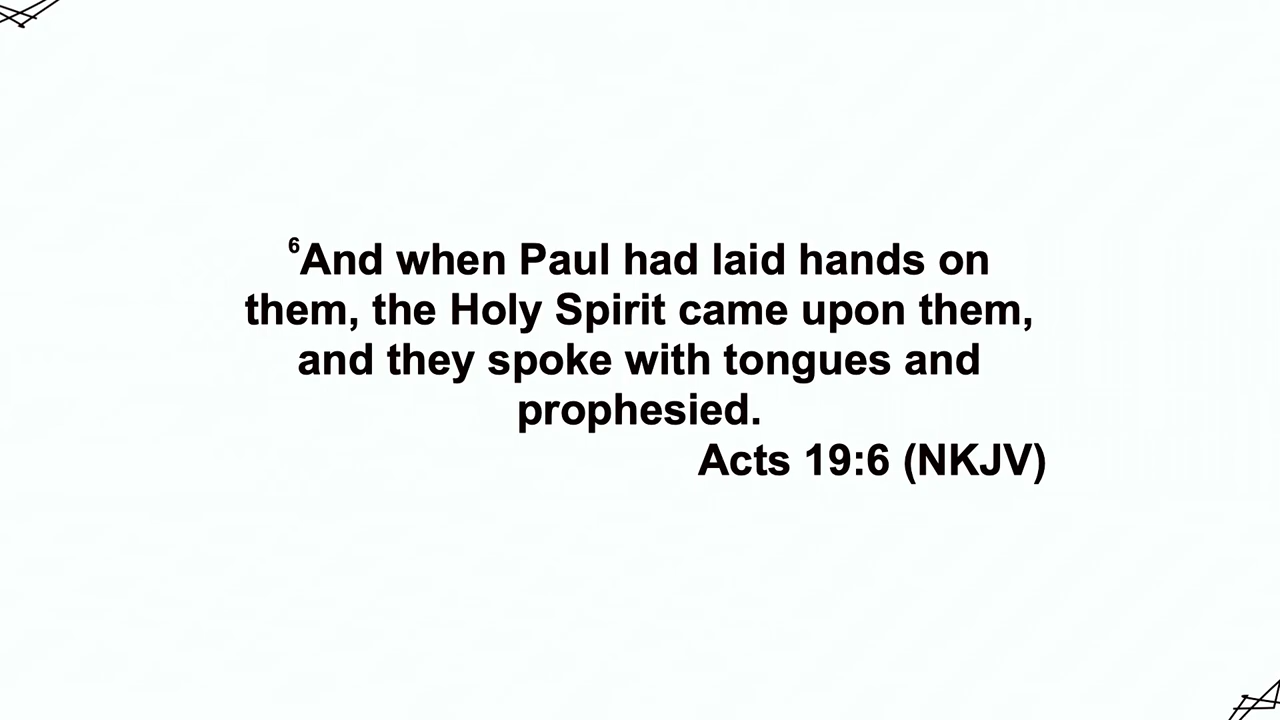 ⁶And when Paul had laid hands on
them, the Holy Spirit came upon them,
and they spoke with tongues and
prophesied.
Acts 19:6 (NKJV)